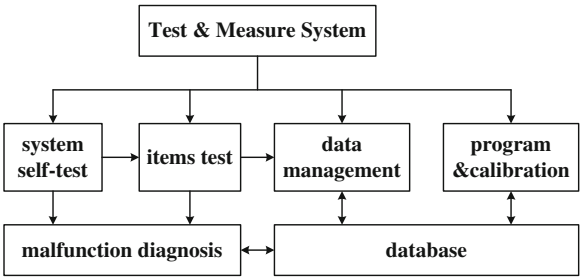 Test & Measure System
system
self-test
items test
data
management
program
&calibration
malfunction diagnosis
database